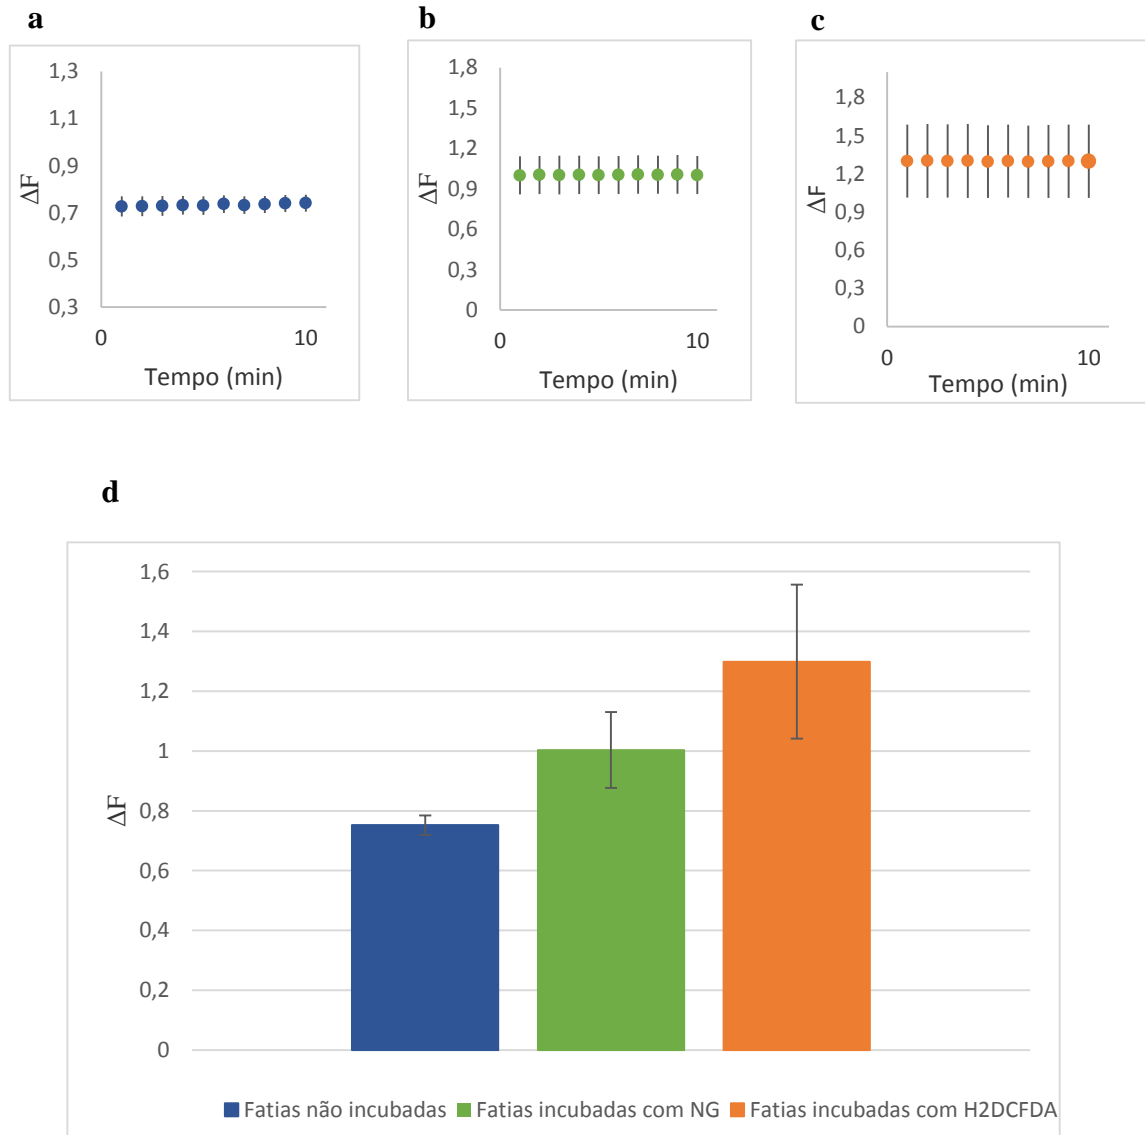 a
1,3
1,1
0,9
0,7
0,5
0,3
ΔF
0
10
Tempo (min)
b
1,8
1,5
1,2
0,9
0,6
0,3
0
ΔF
0
10
Tempo (min)
c
1,8
1,5
1,2
0,9
0,6
0,3
0
ΔF
0
10
Tempo (min)
d
1,6
1,4
1,2
1
0,8
0,6
0,4
0,2
0
ΔF
Fatias não incubadas Fatias incubadas com NG Fatias incubadas com H2DCFDA